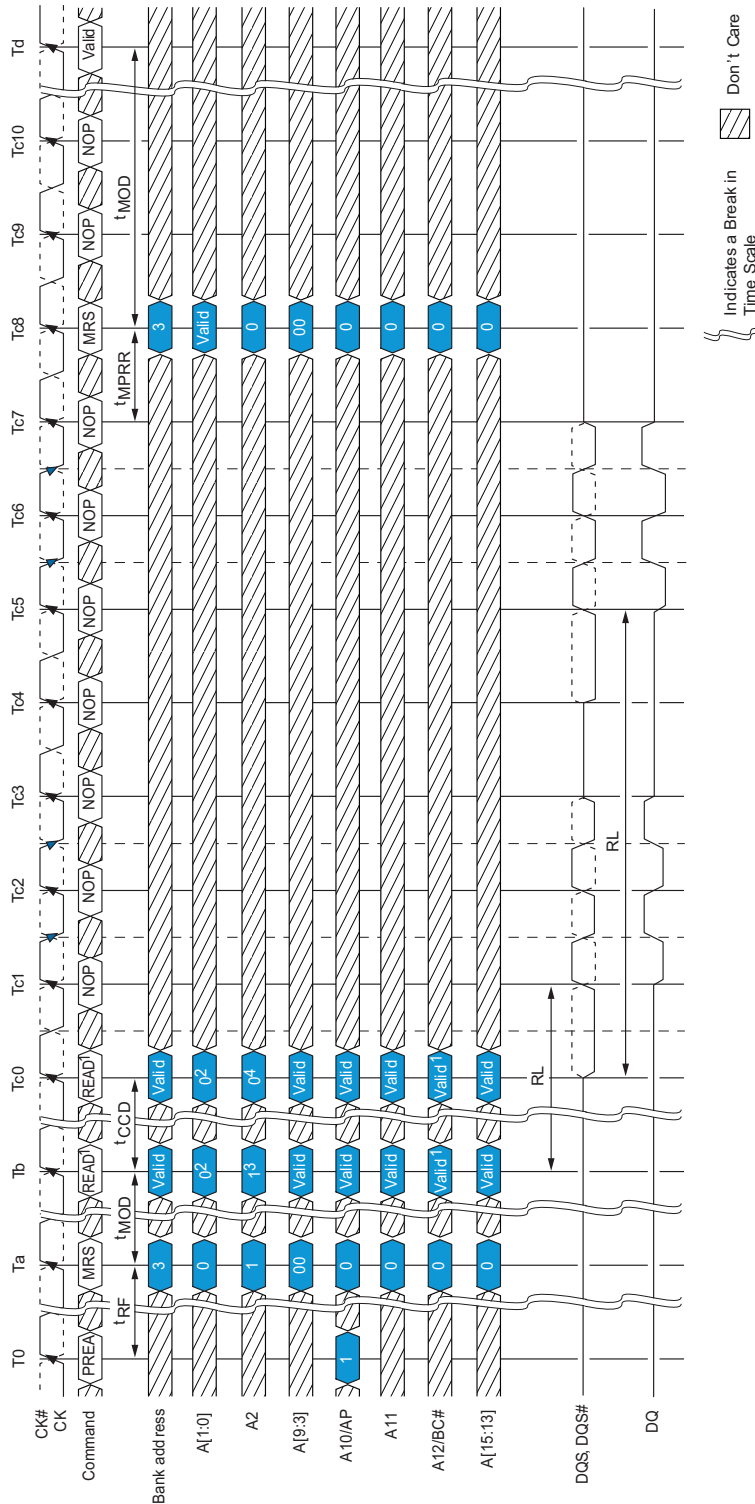 T0 Ta Tb Tc0 Tc1 Tc2 Tc3 Tc4 Tc5 Tc6 Tc7 Tc8 Tc9 Tc10 Td
CK#
CK
Command PREA MRS READ1 READ1 NOP NOP NOP NOP NOP NOP NOP MRS NOP NOP Valid
tRF tMOD tCCD tMPRR tMOD
Bank address 3 Valid Valid 3
A[1:0] 0 02 02 Valid
A2 1 13 04 0
A[9:3] 00 Valid Valid 00
A10/AP 1 0 Valid Valid 0
A11 0 Valid Valid 0
A12/BC# 0 Valid1 Valid1 0
A[15:13] 0 Valid Valid 0
RL
DQS, DQS#
RL
DQ
Indicates a Break in
Time Scale
Don't Care